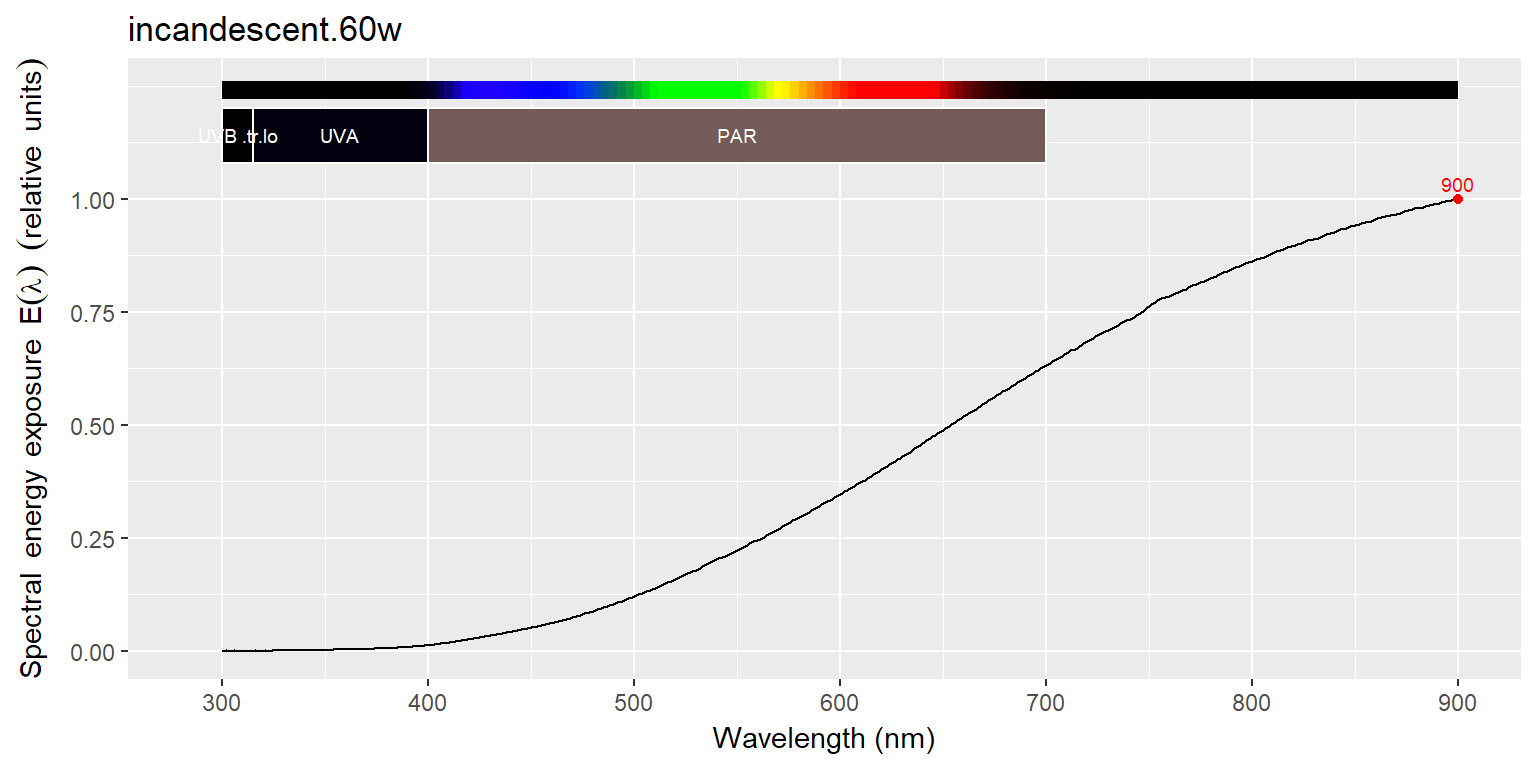 incandescent.60w
Spectral energy exposure E(λ) (relative units)
UVB .tr.lo UVA PAR
900
1.00
0.75
0.50
0.25
0.00
300 400 500 600 700 800 900
Wavelength (nm)